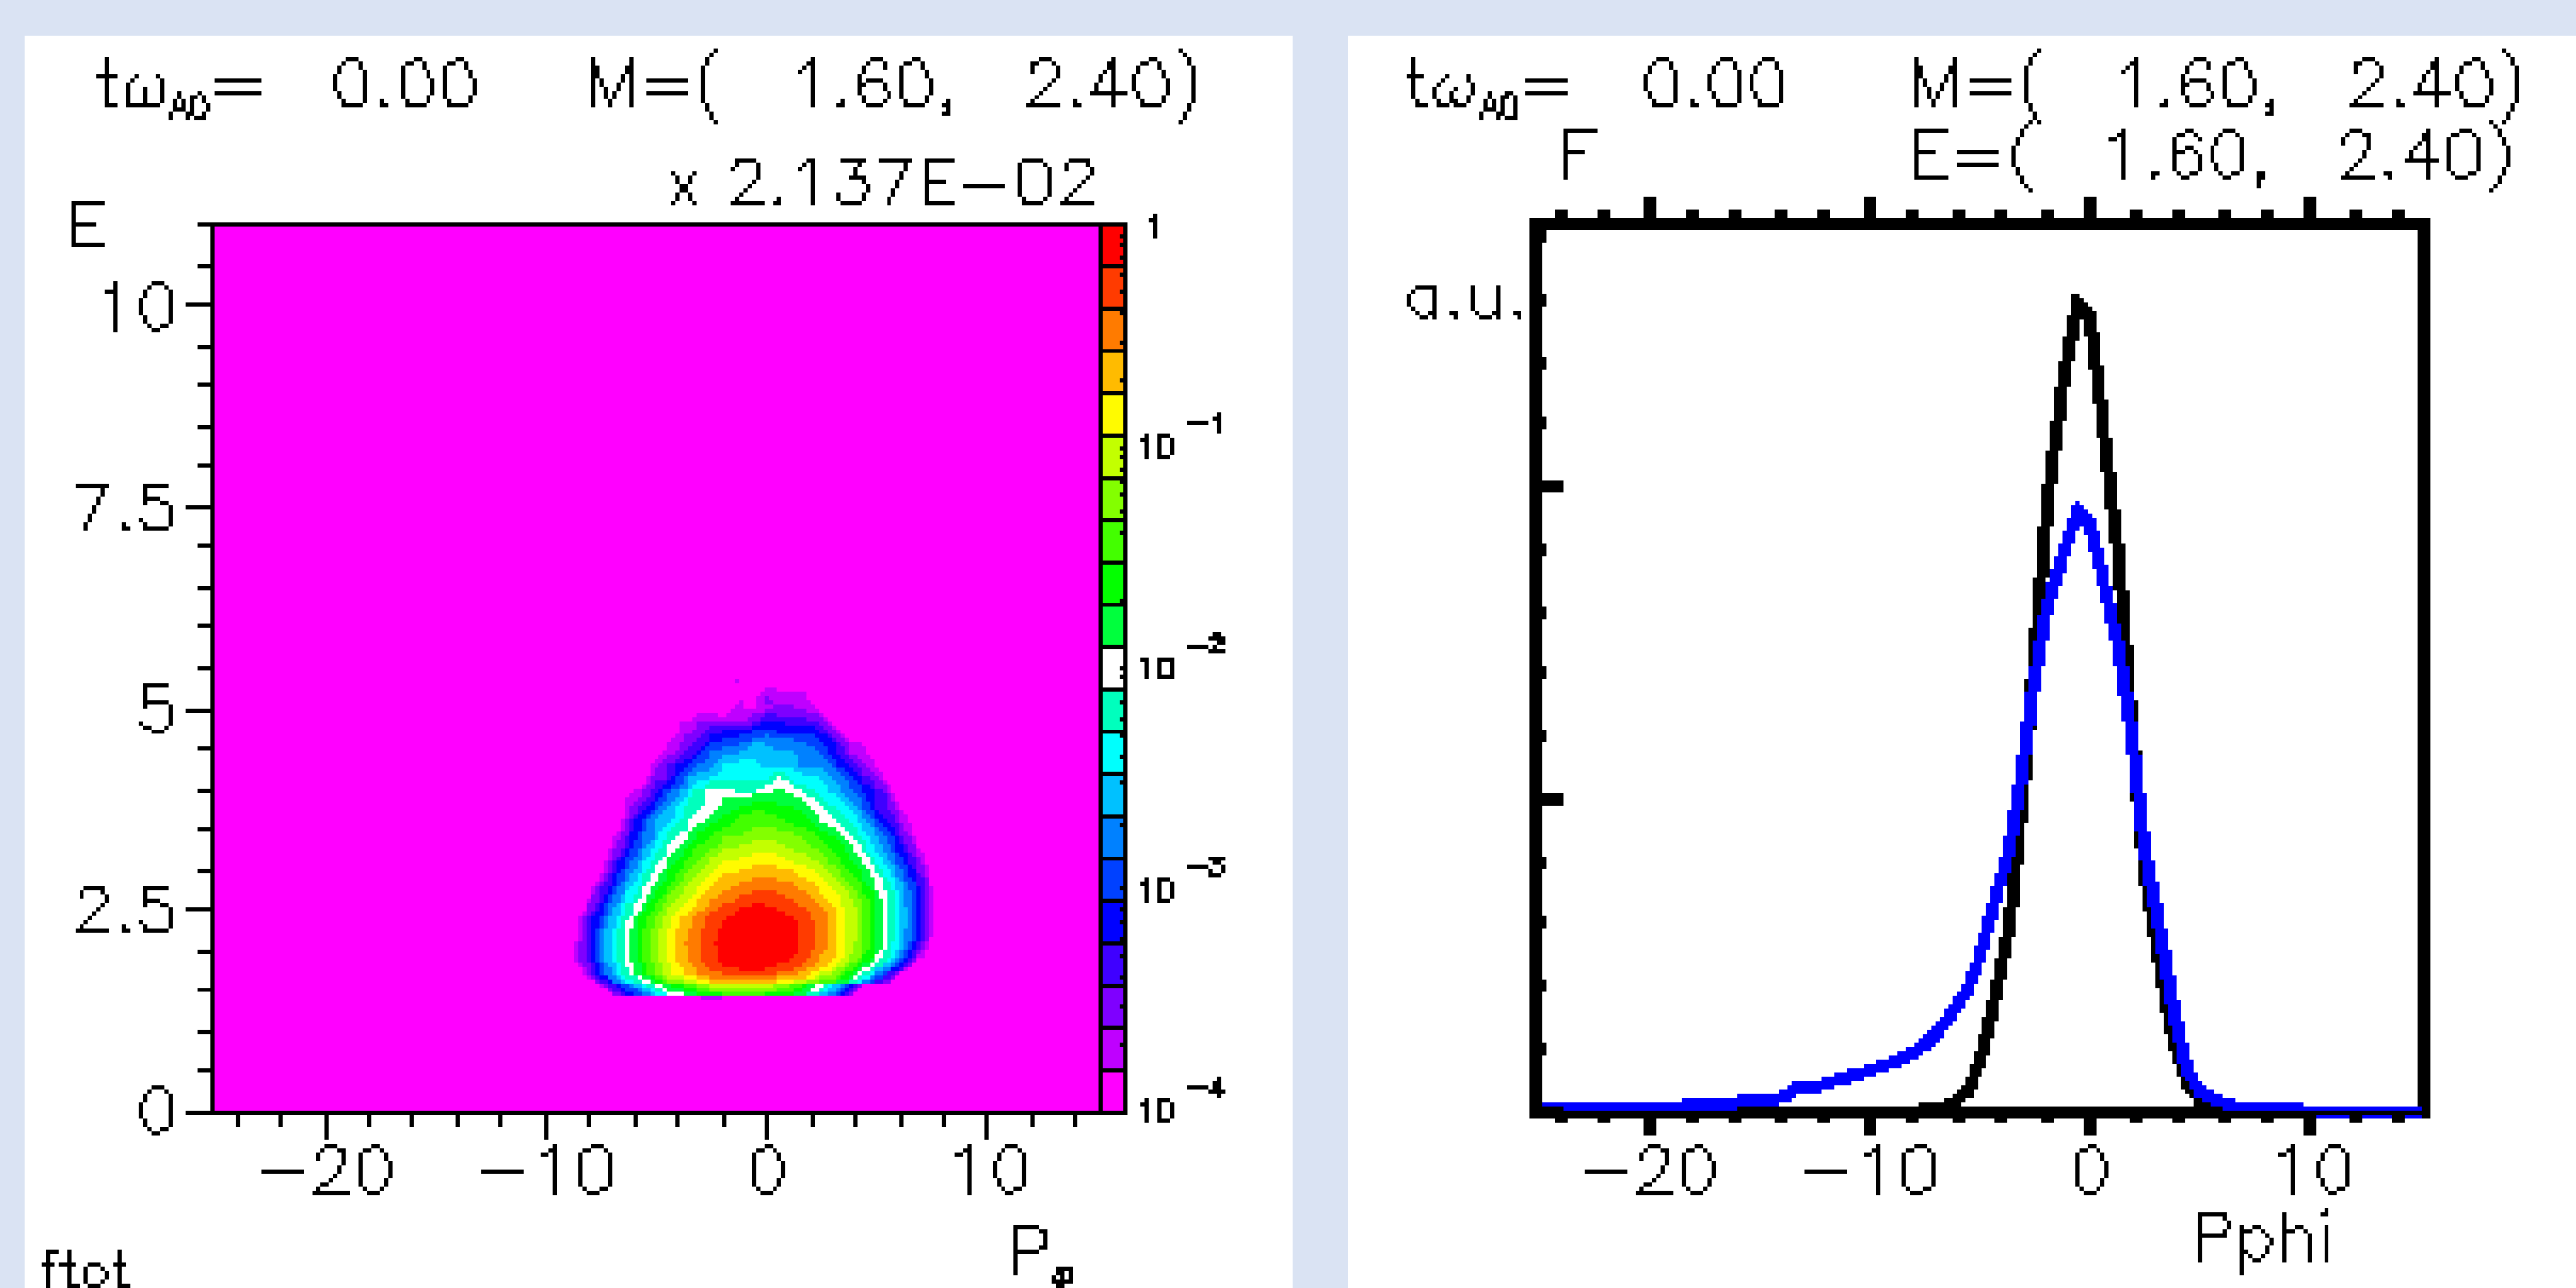 tω_A0= 0.00 M=( 1.60, 2.40)
x 2.137E-02
E
10
7.5
5
2.5
0
-20 -10 0 10
P_φ
ftot
1
10^-1
10^-2
10^-3
10^-4
tω_A0= 0.00 M=( 1.60, 2.40)
F E=( 1.60, 2.40)
a.u.
-20 -10 0 10
Pphi